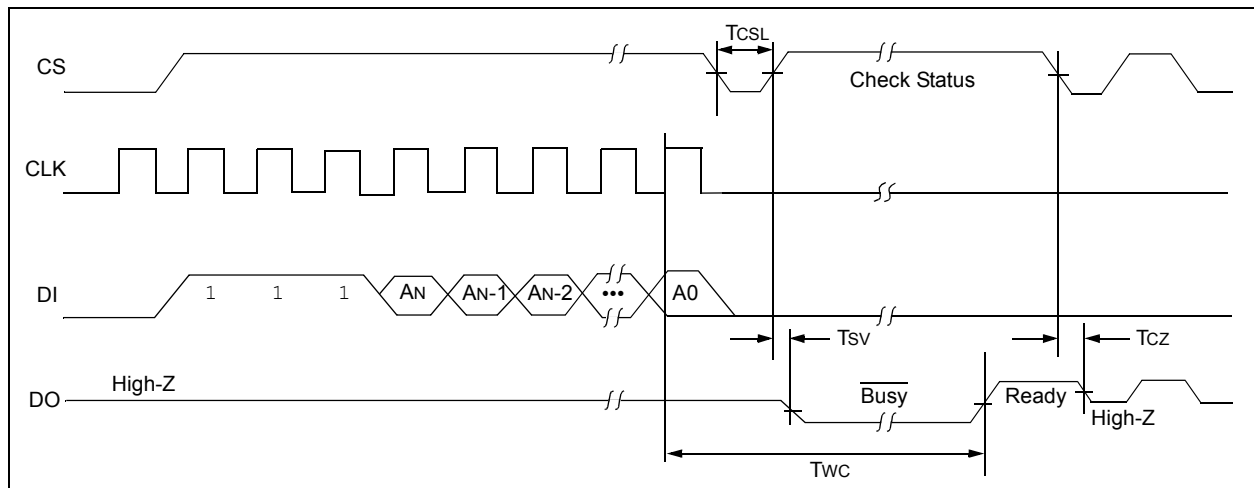 TCSL
CS
Check Status
CLK
DI
1 1 1 AN AN-1 AN-2 ••• A0
TSV
TCZ
High-Z
DO
Busy
Ready
High-Z
TWC